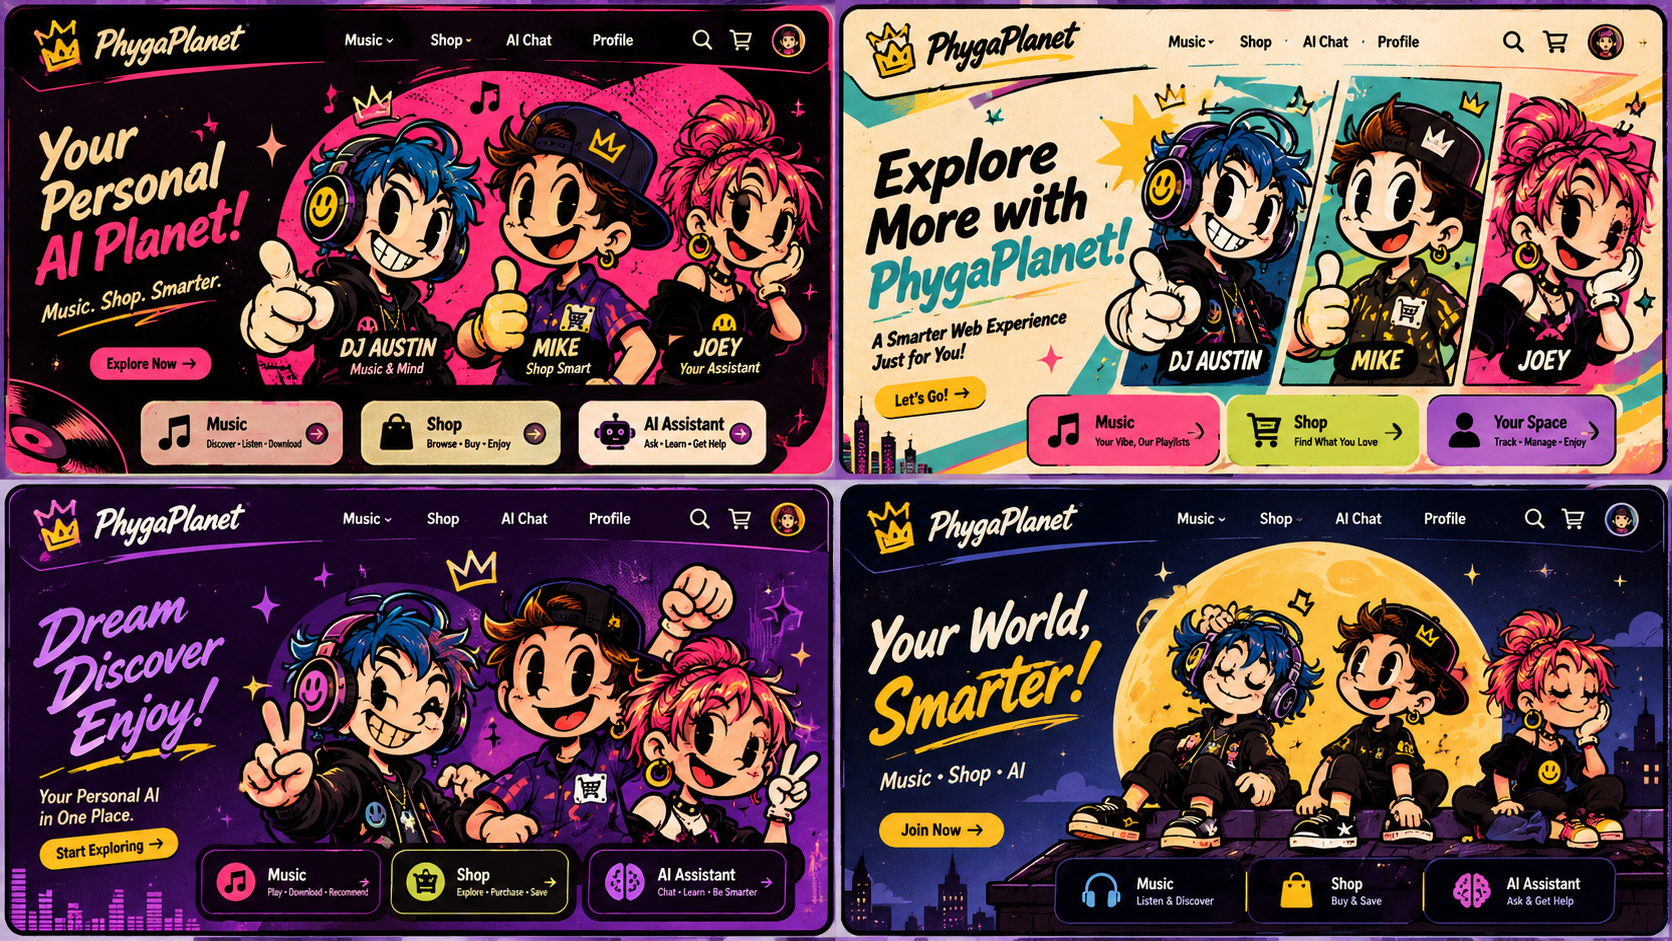 PhygaPlanet
Music
Shop
AI Chat
Profile
Your
Personal
AI Planet!
Music. Shop. Smarter.
Explore Now →
DJ AUSTIN
Music & Mind
MIKE
Shop Smart
JOEY
Your Assistant
Music
Discover • Listen • Download
Shop
Browse • Buy • Enjoy
AI Assistant
Ask • Learn • Get Help
PhygaPlanet
Music
Shop
AI Chat
Profile
Explore
More with
PhygaPlanet!
A Smarter Web Experience
Just for You!
Let's Go! →
DJ AUSTIN
MIKE
JOEY
Music
Your Vibe, Our Playlists
Shop
Find What You Love
Your Space
Track • Manage • Enjoy
PhygaPlanet
Music
Shop
AI Chat
Profile
Dream
Discover
Enjoy!
Your Personal AI
in One Place.
Start Exploring →
Music
Play • Download • Recommend
Shop
Explore • Purchase • Save
AI Assistant
Chat • Learn • Be Smarter
PhygaPlanet
Music
Shop
AI Chat
Profile
Your World,
Smarter!
Music • Shop • AI
Join Now →
Music
Listen & Discover
Shop
Buy & Save
AI Assistant
Ask & Get Help